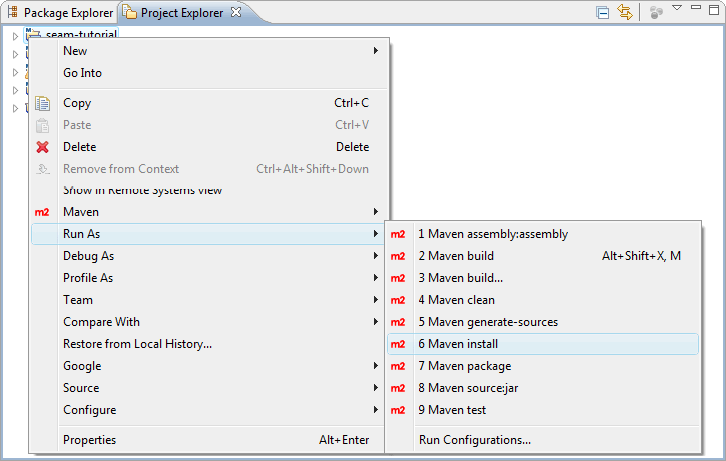 Package Explorer Project Explorer
seam-tutorial
New
Go Into
Copy Ctrl+C
Paste Ctrl+V
Delete Delete
Remove from Context Ctrl+Alt+Shift+Down
Show in Remote Systems view
m2 Maven
Run As
Debug As
Profile As
Team
Compare With
Restore from Local History...
Google
Source
Configure
Properties Alt+Enter
m2 1 Maven assembly:assembly
m2 2 Maven build Alt+Shift+X, M
m2 3 Maven build...
m2 4 Maven clean
m2 5 Maven generate-sources
m2 6 Maven install
m2 7 Maven package
m2 8 Maven source:jar
m2 9 Maven test
Run Configurations...